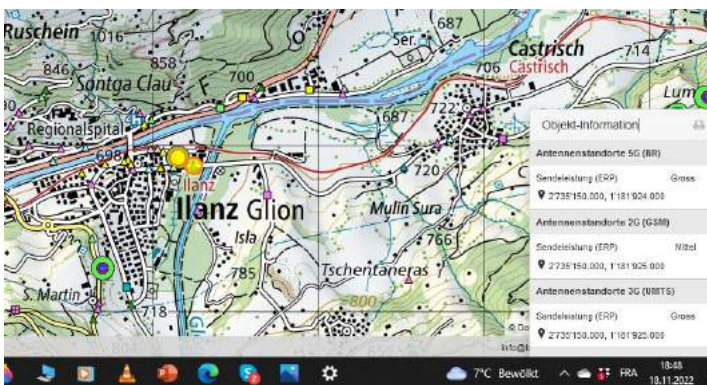 Ruschein
1016
687
Ser.
Castrisch
Castrisch
714
846
858
700
706
Sontga Clau
F
Lum
Regionalspital
687
722
698
720
Ilanz
Ilanz Glion
Mulin Sura
Isla
766
785
Tschentaneras
S. Martin
718
800
Objekt-Information
Antennenstandorte 5G (NR)
Sendeleistung (ERP) Gross
2'735'150.000, 1'181'924.000
Antennenstandorte 2G (GSM)
Sendeleistung (ERP) Mittel
2'735'150.000, 1'181'925.000
Antennenstandorte 3G (UMTS)
Sendeleistung (ERP) Gross
2'735'150.000, 1'181'925.000
7°C Bewölkt
FRA
18:48
18.11.2022